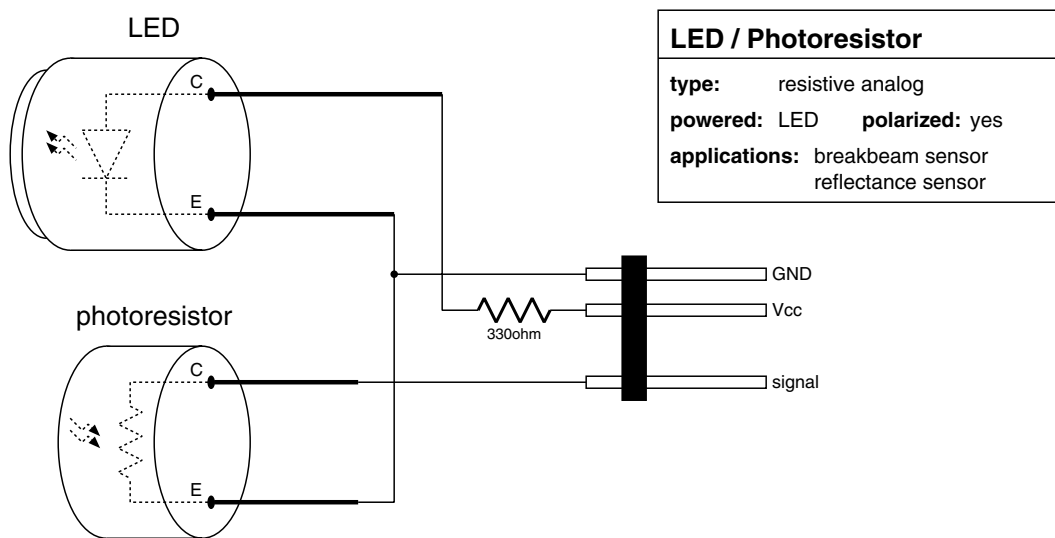 LED
C
E
photoresistor
C
E
330ohm
GND
Vcc
signal
LED / Photoresistor
type: resistive analog
powered: LED polarized: yes
applications: breakbeam sensor
reflectance sensor